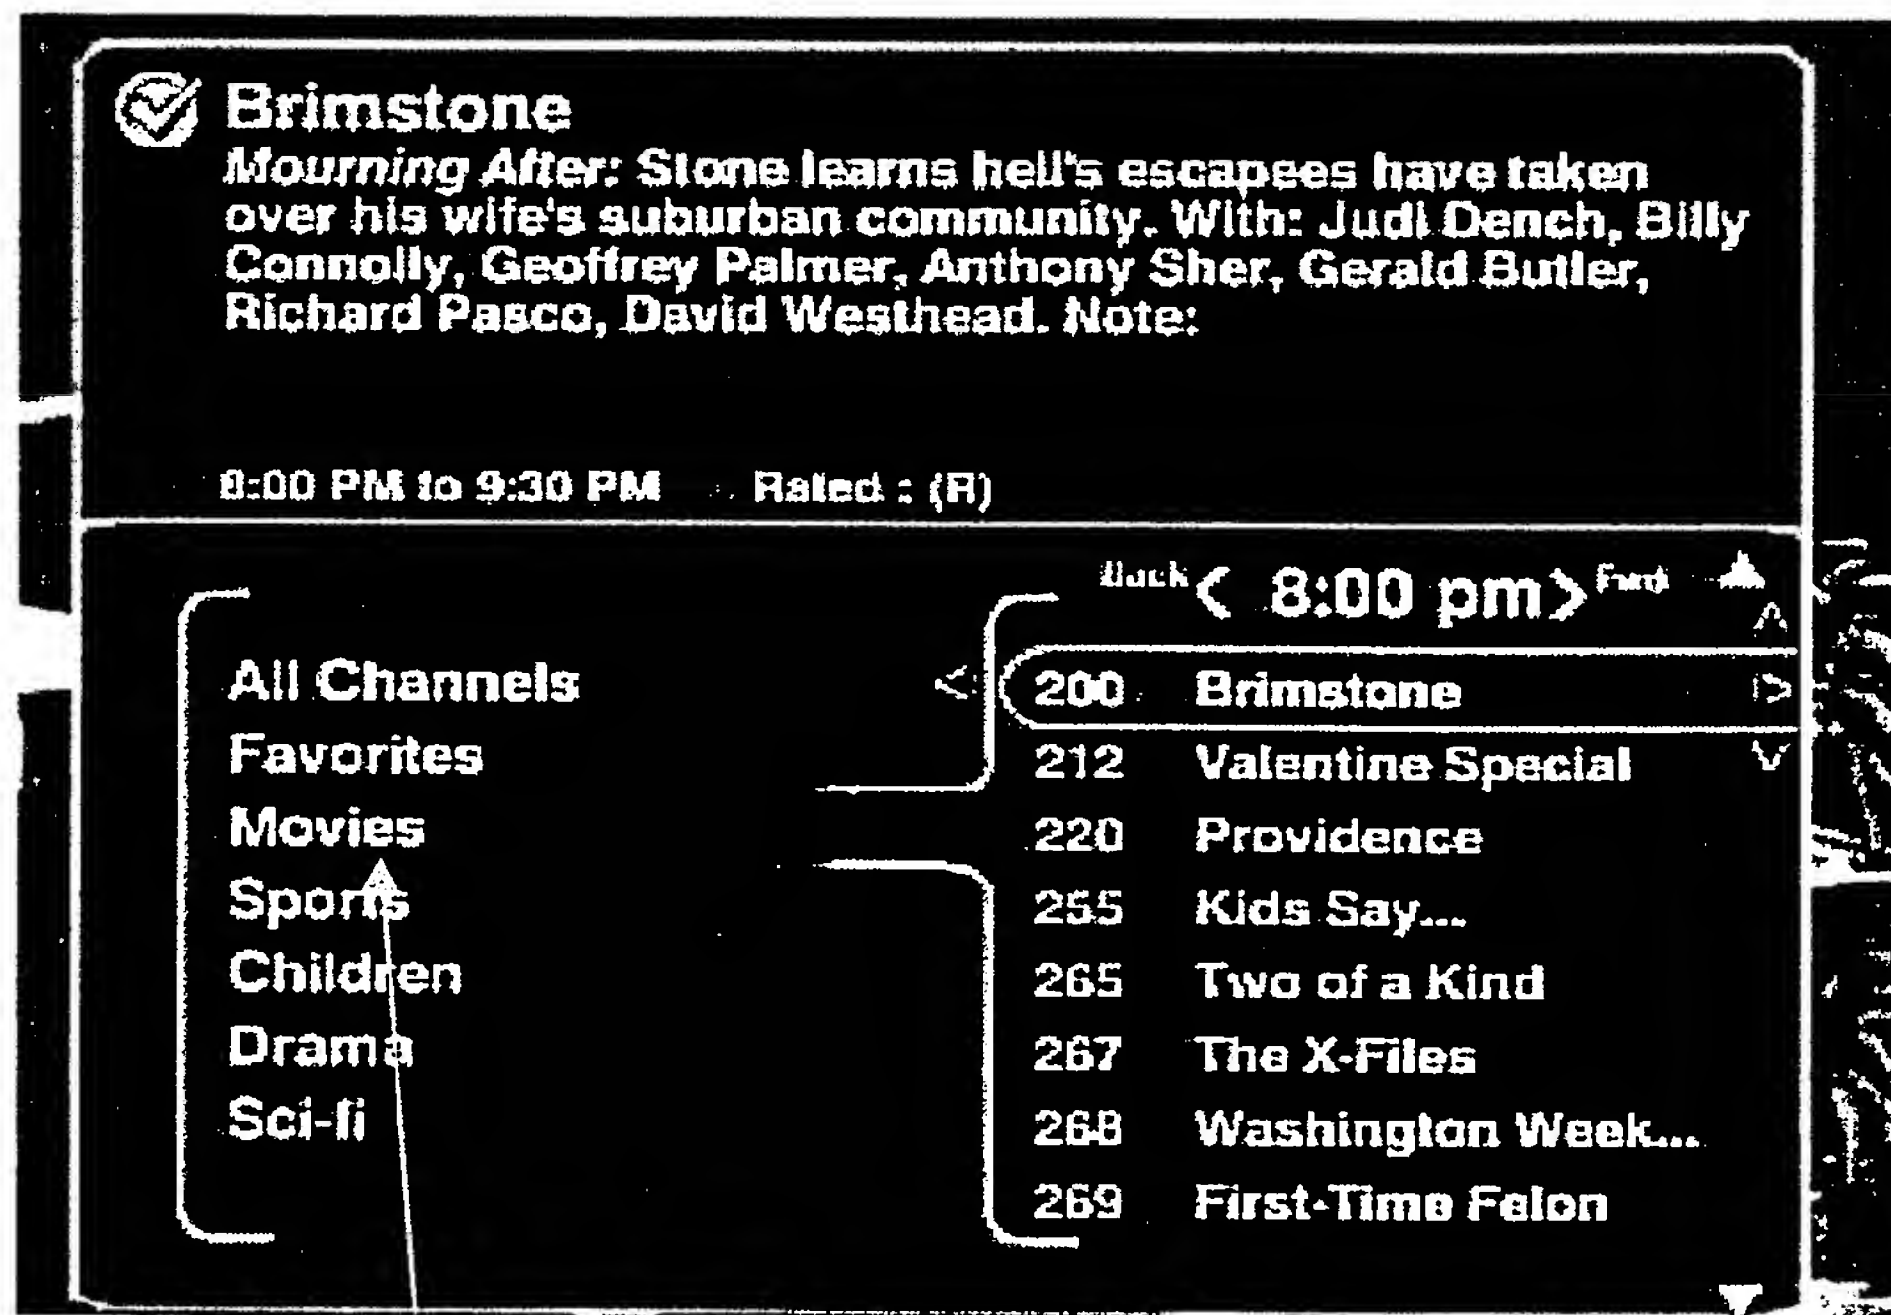 Brimstone
Mourning After: Stone learns hell's escapees have taken
over his wife's suburban community. With: Judi Dench, Billy
Connolly, Geoffrey Palmer, Anthony Sher, Gerald Butler,
Richard Pasco, David Westhead. Note:
8:00 PM to 9:30 PM Rated : (R)
Back < 8:00 pm > Fwd
All Channels < 200 Brimstone >
Favorites 212 Valentine Special
Movies 220 Providence
Sports 255 Kids Say...
Children 265 Two of a Kind
Drama 267 The X-Files
Sci-fi 268 Washington Week...
269 First-Time Felon